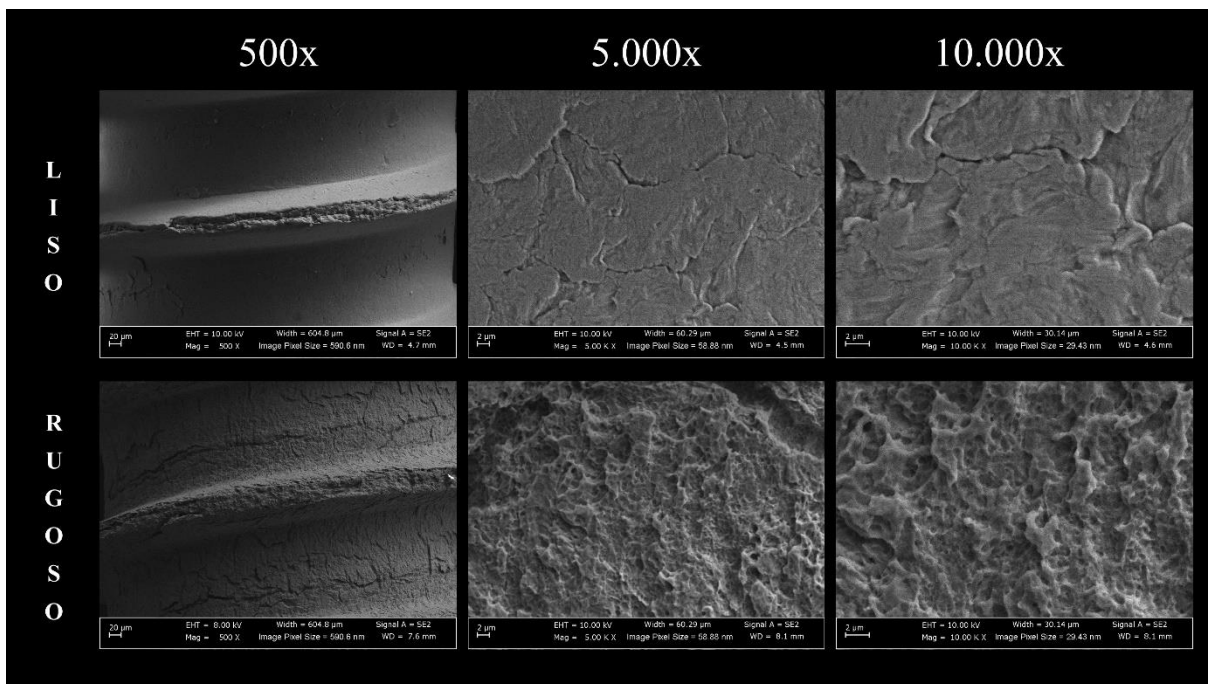 500x 5.000x 10.000x
LISO
20 µm EHT = 10.00 kV Width = 604.8 µm Signal A = SE2
Mag = 500 X Image Pixel Size = 590.6 nm WD = 4.7 mm
2 µm EHT = 10.00 kV Width = 60.29 µm Signal A = SE2
Mag = 5.00 K X Image Pixel Size = 58.88 nm WD = 4.5 mm
2 µm EHT = 10.00 kV Width = 30.14 µm Signal A = SE2
Mag = 10.00 K X Image Pixel Size = 29.43 nm WD = 4.6 mm
RUGOSO
20 µm EHT = 8.00 kV Width = 604.8 µm Signal A = SE2
Mag = 500 X Image Pixel Size = 590.6 nm WD = 7.6 mm
2 µm EHT = 10.00 kV Width = 60.29 µm Signal A = SE2
Mag = 5.00 K X Image Pixel Size = 58.88 nm WD = 8.1 mm
2 µm EHT = 10.00 kV Width = 30.14 µm Signal A = SE2
Mag = 10.00 K X Image Pixel Size = 29.43 nm WD = 8.1 mm